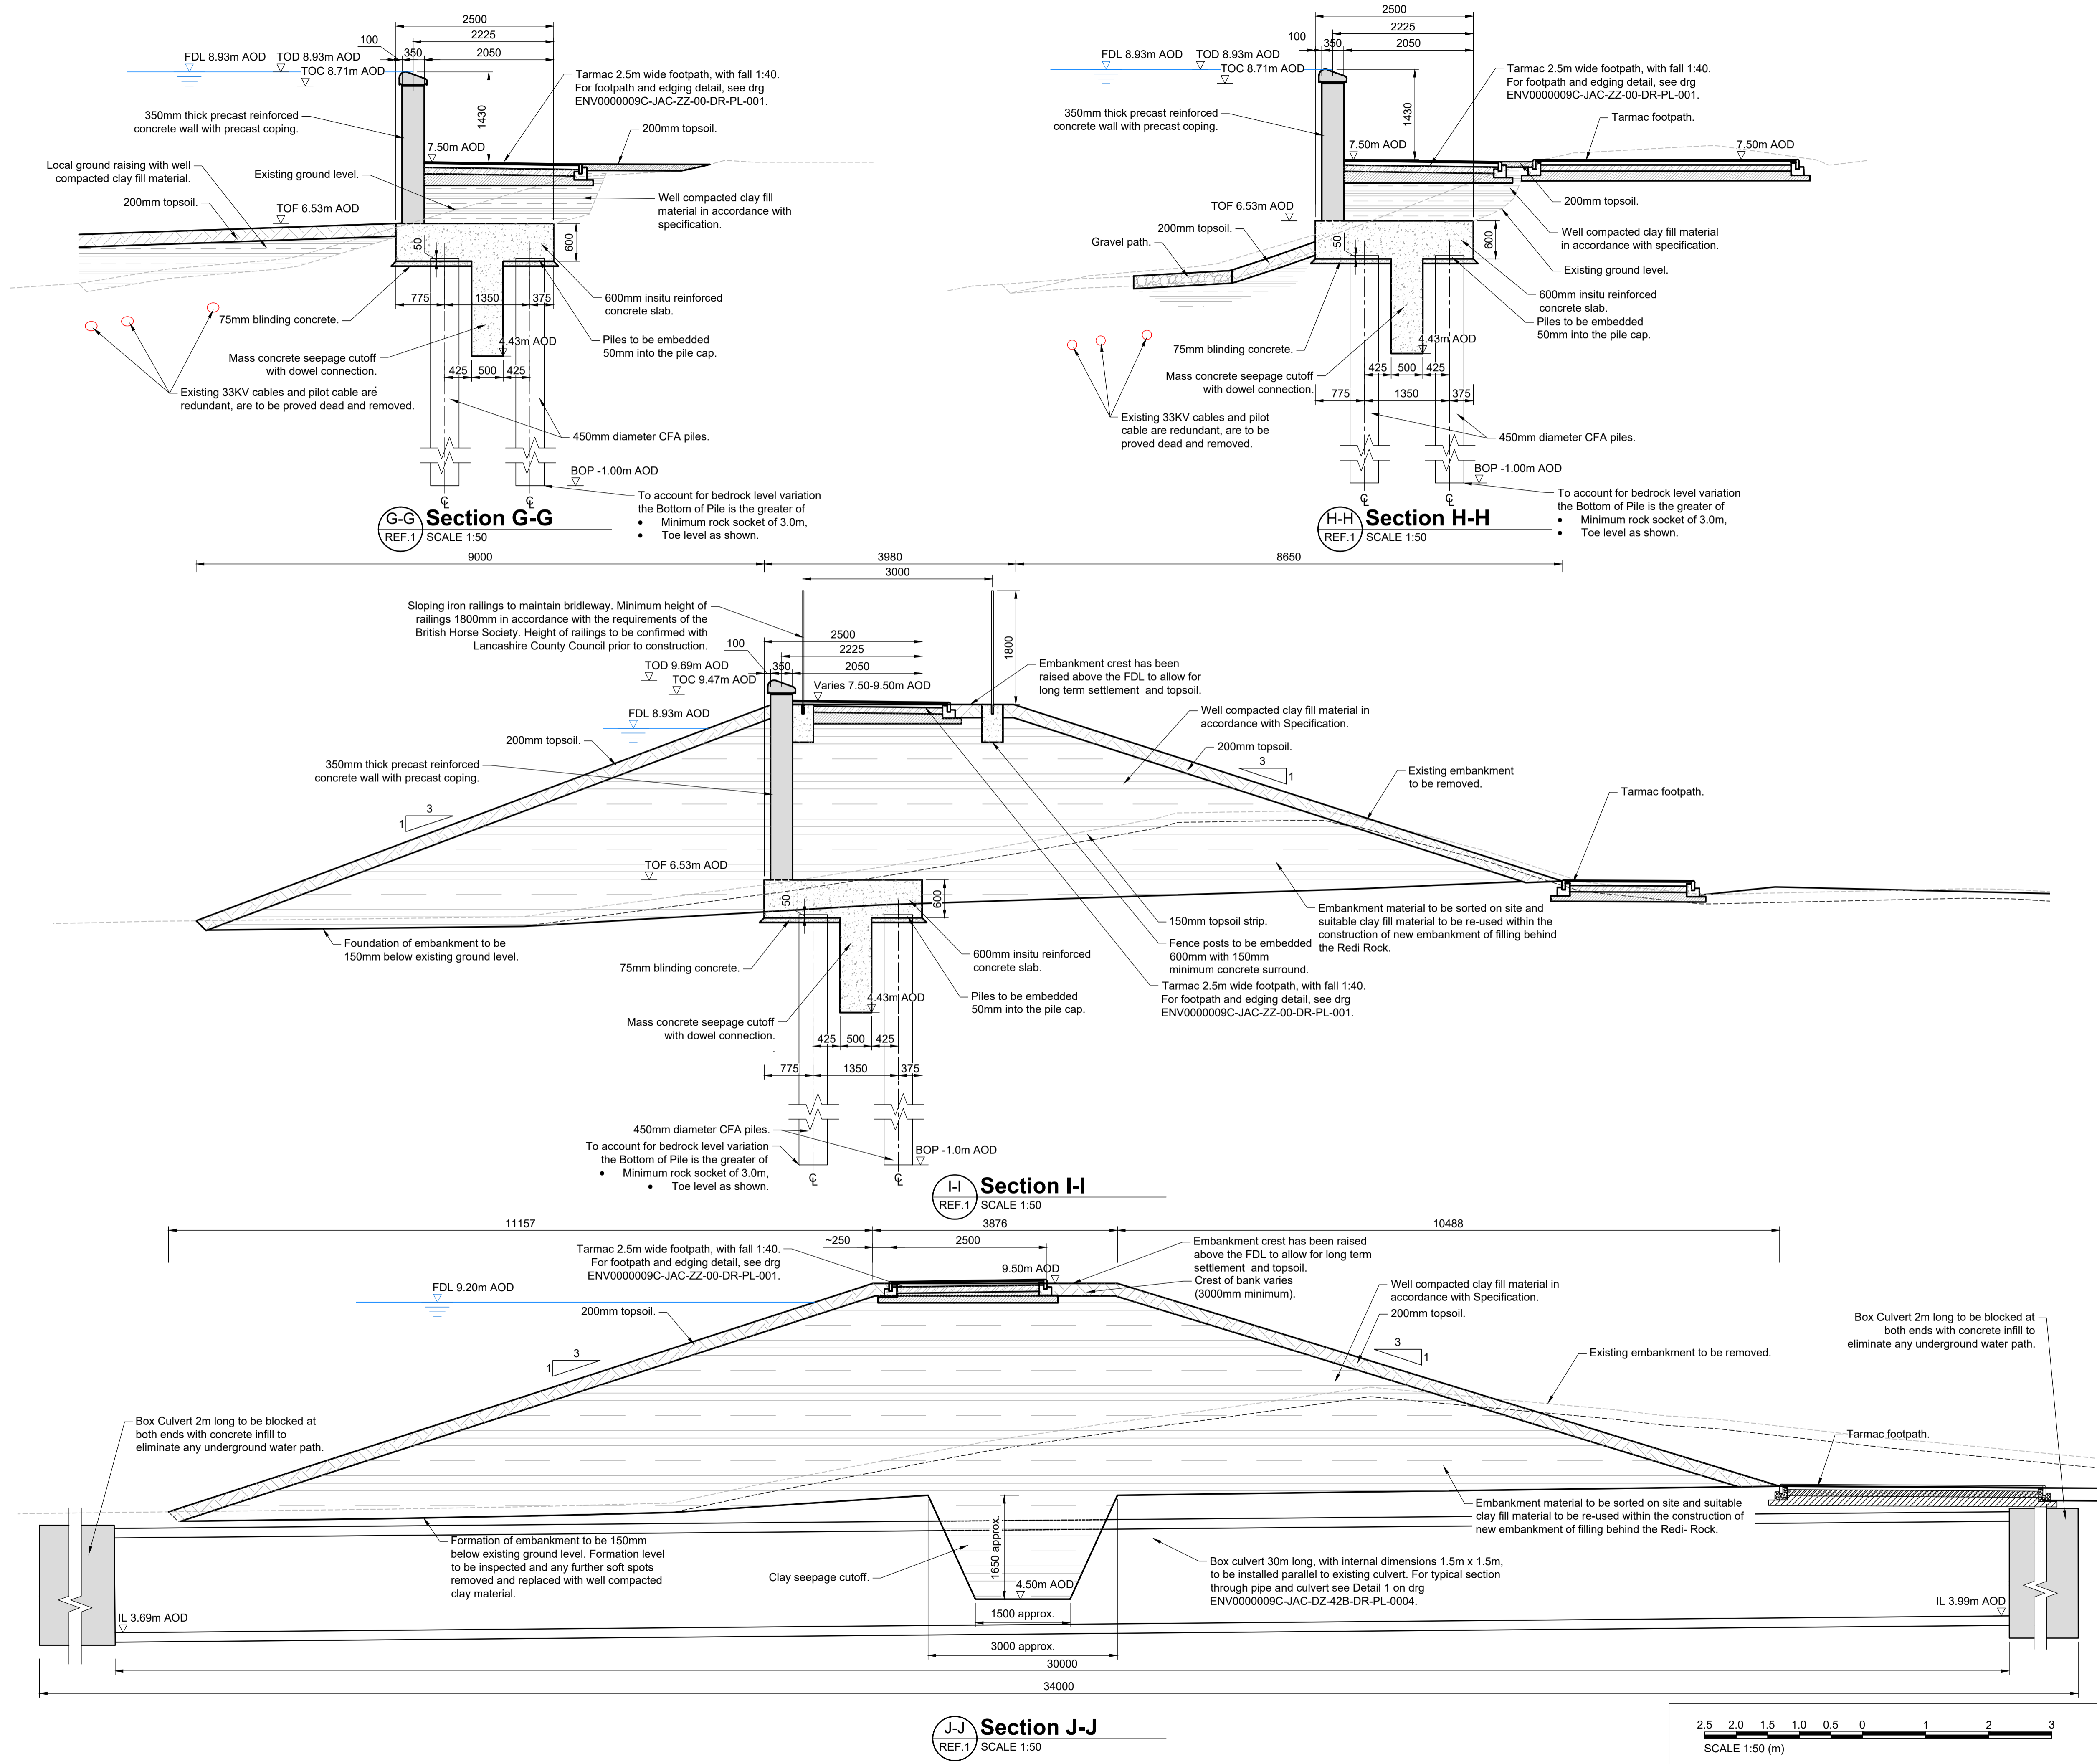 2500
2225
100
350
2050
FDL 8.93m AOD
TOD 8.93m AOD
TOC 8.71m AOD
Tarmac 2.5m wide footpath, with fall 1:40.
For footpath and edging detail, see drg
ENV0000009C-JAC-ZZ-00-DR-PL-001.
350mm thick precast reinforced
concrete wall with precast coping.
1430
200mm topsoil.
7.50m AOD
Local ground raising with well
compacted clay fill material.
Existing ground level.
200mm topsoil.
TOF 6.53m AOD
Well compacted clay fill
material in accordance with
specification.
50
600
775
1350
375
600mm insitu reinforced
concrete slab.
75mm blinding concrete.
4.43m AOD
Piles to be embedded
50mm into the pile cap.
Mass concrete seepage cutoff
with dowel connection.
425
500
425
Existing 33KV cables and pilot cable are
redundant, are to be proved dead and removed.
450mm diameter CFA piles.
BOP -1.00m AOD
To account for bedrock level variation
the Bottom of Pile is the greater of
• Minimum rock socket of 3.0m,
• Toe level as shown.
G-G
REF.1
Section G-G
SCALE 1:50
2500
2225
100
350
2050
FDL 8.93m AOD
TOD 8.93m AOD
TOC 8.71m AOD
Tarmac 2.5m wide footpath, with fall 1:40.
For footpath and edging detail, see drg
ENV0000009C-JAC-ZZ-00-DR-PL-001.
350mm thick precast reinforced
concrete wall with precast coping.
1430
Tarmac footpath.
7.50m AOD
7.50m AOD
200mm topsoil.
TOF 6.53m AOD
200mm topsoil.
Gravel path.
Well compacted clay fill material
in accordance with specification.
50
600
Existing ground level.
600mm insitu reinforced
concrete slab.
Piles to be embedded
50mm into the pile cap.
4.43m AOD
75mm blinding concrete.
Mass concrete seepage cutoff
with dowel connection.
425
500
425
775
1350
375
Existing 33KV cables and pilot
cable are redundant, are to be
proved dead and removed.
450mm diameter CFA piles.
BOP -1.00m AOD
To account for bedrock level variation
the Bottom of Pile is the greater of
• Minimum rock socket of 3.0m,
• Toe level as shown.
H-H
REF.1
Section H-H
SCALE 1:50
9000
3980
8650
3000
Sloping iron railings to maintain bridleway. Minimum height of
railings 1800mm in accordance with the requirements of the
British Horse Society. Height of railings to be confirmed with
Lancashire County Council prior to construction.
1800
2500
2225
100
350
2050
TOD 9.69m AOD
TOC 9.47m AOD
Varies 7.50-9.50m AOD
Embankment crest has been
raised above the FDL to allow for
long term settlement and topsoil.
FDL 8.93m AOD
200mm topsoil.
Well compacted clay fill material in
accordance with Specification.
200mm topsoil.
350mm thick precast reinforced
concrete wall with precast coping.
3
1
Existing embankment
to be removed.
Tarmac footpath.
3
1
TOF 6.53m AOD
50
600
Foundation of embankment to be
150mm below existing ground level.
75mm blinding concrete.
150mm topsoil strip.
Embankment material to be sorted on site and
suitable clay fill material to be re-used within the
construction of new embankment of filling behind
the Redi Rock.
Fence posts to be embedded
600mm with 150mm
minimum concrete surround.
600mm insitu reinforced
concrete slab.
Tarmac 2.5m wide footpath, with fall 1:40.
For footpath and edging detail, see drg
ENV0000009C-JAC-ZZ-00-DR-PL-001.
4.43m AOD
Piles to be embedded
50mm into the pile cap.
Mass concrete seepage cutoff
with dowel connection.
425
500
425
775
1350
375
450mm diameter CFA piles.
To account for bedrock level variation
the Bottom of Pile is the greater of
• Minimum rock socket of 3.0m,
• Toe level as shown.
BOP -1.0m AOD
I-I
REF.1
Section I-I
SCALE 1:50
11157
3876
10488
~250
2500
Tarmac 2.5m wide footpath, with fall 1:40.
For footpath and edging detail, see drg
ENV0000009C-JAC-ZZ-00-DR-PL-001.
Embankment crest has been raised
above the FDL to allow for long term
settlement and topsoil.
9.50m AOD
Crest of bank varies
(3000mm minimum).
FDL 9.20m AOD
200mm topsoil.
Well compacted clay fill material in
accordance with Specification.
200mm topsoil.
Box Culvert 2m long to be blocked at
both ends with concrete infill to
eliminate any underground water path.
3
1
3
1
Existing embankment to be removed.
Box Culvert 2m long to be blocked at
both ends with concrete infill to
eliminate any underground water path.
Tarmac footpath.
Embankment material to be sorted on site and suitable
clay fill material to be re-used within the construction of
new embankment of filling behind the Redi- Rock.
Formation of embankment to be 150mm
below existing ground level. Formation level
to be inspected and any further soft spots
removed and replaced with well compacted
clay material.
1650 approx.
Clay seepage cutoff.
4.50m AOD
Box culvert 30m long, with internal dimensions 1.5m x 1.5m,
to be installed parallel to existing culvert. For typical section
through pipe and culvert see Detail 1 on drg
ENV0000009C-JAC-DZ-42B-DR-PL-0004.
IL 3.69m AOD
IL 3.99m AOD
1500 approx.
3000 approx.
30000
34000
J-J
REF.1
Section J-J
SCALE 1:50
2.5 2.0 1.5 1.0 0.5 0 1 2 3
SCALE 1:50 (m)